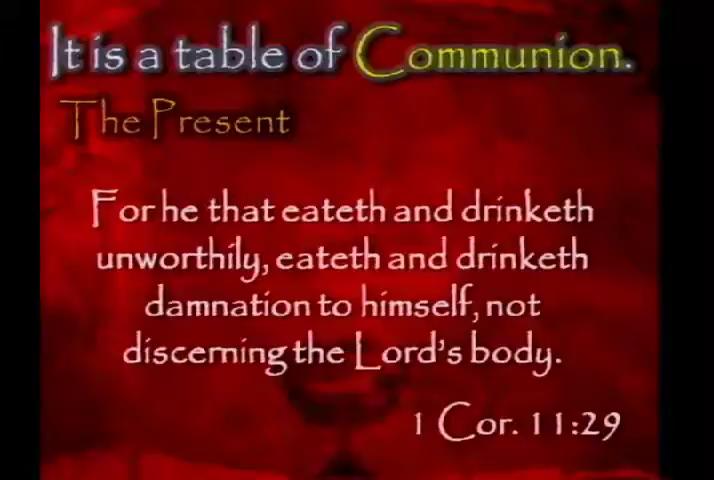 It is a table of Communion.
The Present
For he that eateth and drinketh
unworthily, eateth and drinketh
damnation to himself, not
discerning the Lord's body.
1 Cor. 11:29